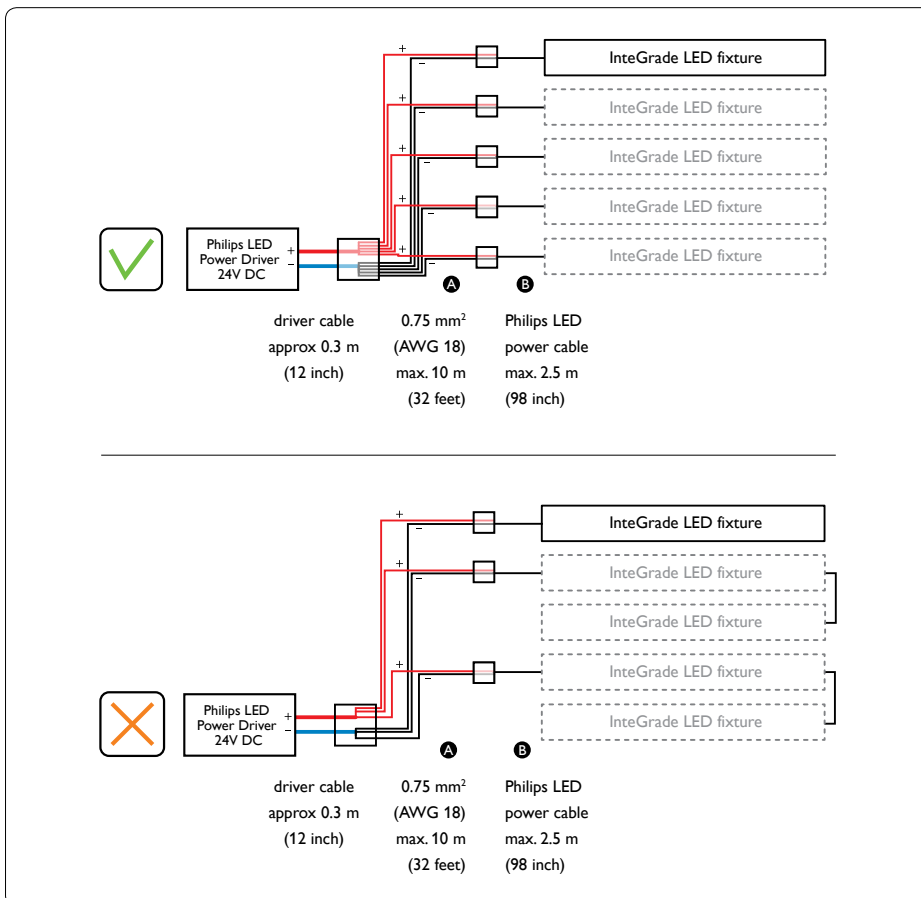 +
−
InteGrade LED fixture
+
−
InteGrade LED fixture
+
−
InteGrade LED fixture
+
−
InteGrade LED fixture
+
−
InteGrade LED fixture
Philips LED
Power Driver
24V DC
+
−
A
B
driver cable
approx 0.3 m
(12 inch)
0.75 mm²
(AWG 18)
max. 10 m
(32 feet)
Philips LED
power cable
max. 2.5 m
(98 inch)
+
−
InteGrade LED fixture
+
−
InteGrade LED fixture
InteGrade LED fixture
+
−
InteGrade LED fixture
InteGrade LED fixture
Philips LED
Power Driver
24V DC
+
−
A
B
driver cable
approx 0.3 m
(12 inch)
0.75 mm²
(AWG 18)
max. 10 m
(32 feet)
Philips LED
power cable
max. 2.5 m
(98 inch)